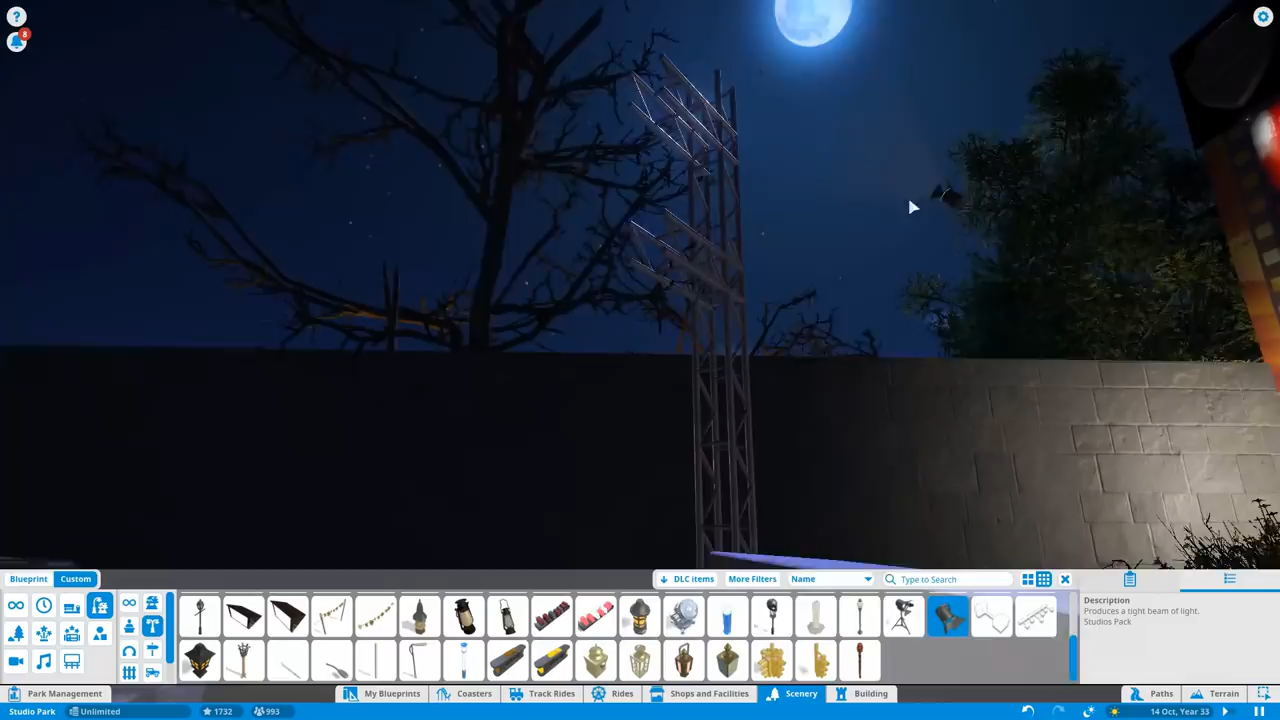 ?
8
Blueprint
Custom
DLC items
More Filters
Name
Type to Search
Description
Produces a tight beam of light.
Studios Pack
Park Management
My Blueprints
Coasters
Track Rides
Rides
Shops and Facilities
Scenery
Building
Paths
Terrain
Studio Park
Unlimited
1732
993
14 Oct, Year 33